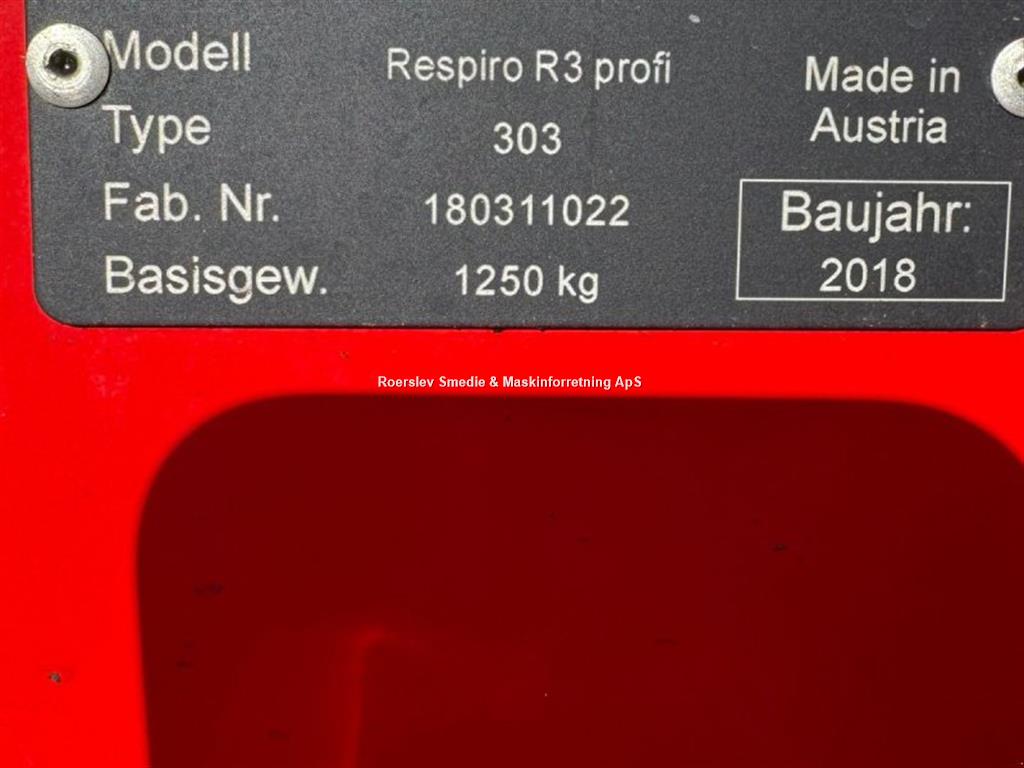 Modell Respiro R3 profi
Type 303
Fab. Nr. 180311022
Basisgew. 1250 kg
Made in
Austria
Baujahr:
2018
Roerslev Smedie & Maskinforretning ApS